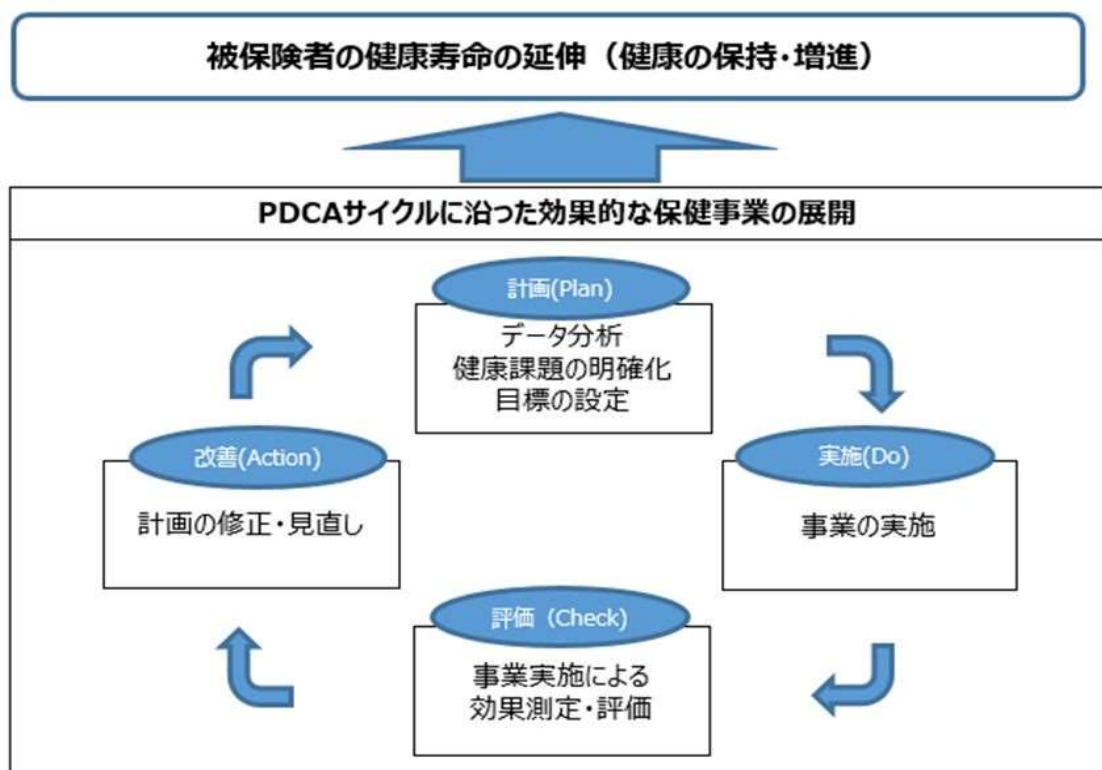 被保険者の健康寿命の延伸（健康の保持・増進）
PDCAサイクルに沿った効果的な保健事業の展開
計画(Plan)
データ分析
健康課題の明確化
目標の設定
改善(Action)
計画の修正・見直し
実施(Do)
事業の実施
評価（Check)
事業実施による
効果測定・評価